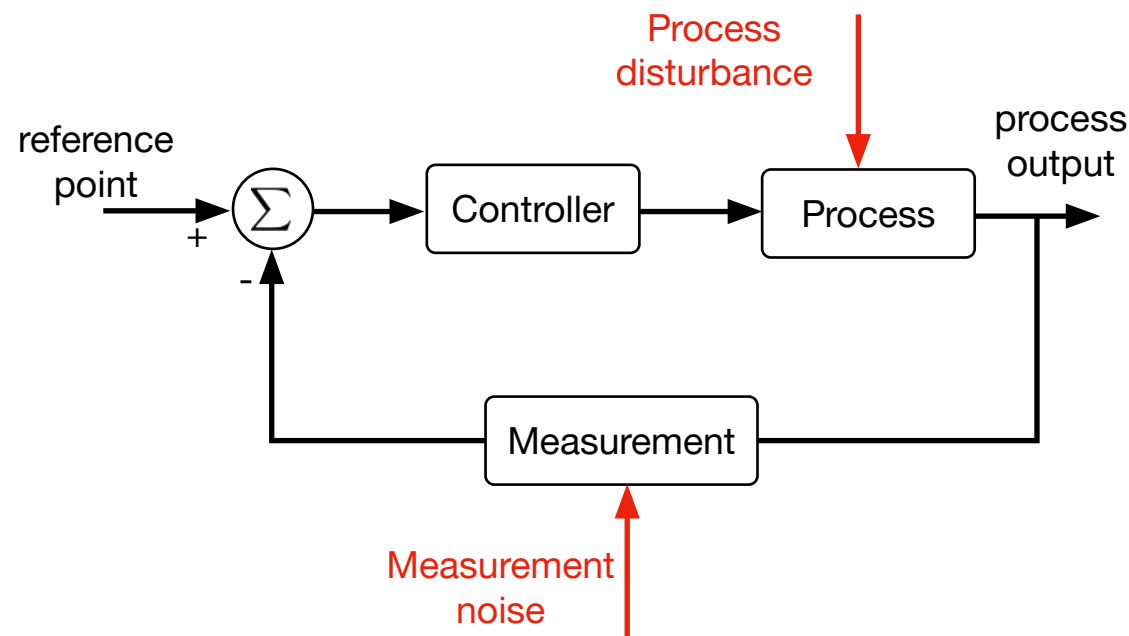 Process
disturbance
reference
point
process
output
+
Σ
Controller
Process
-
Measurement
Measurement
noise